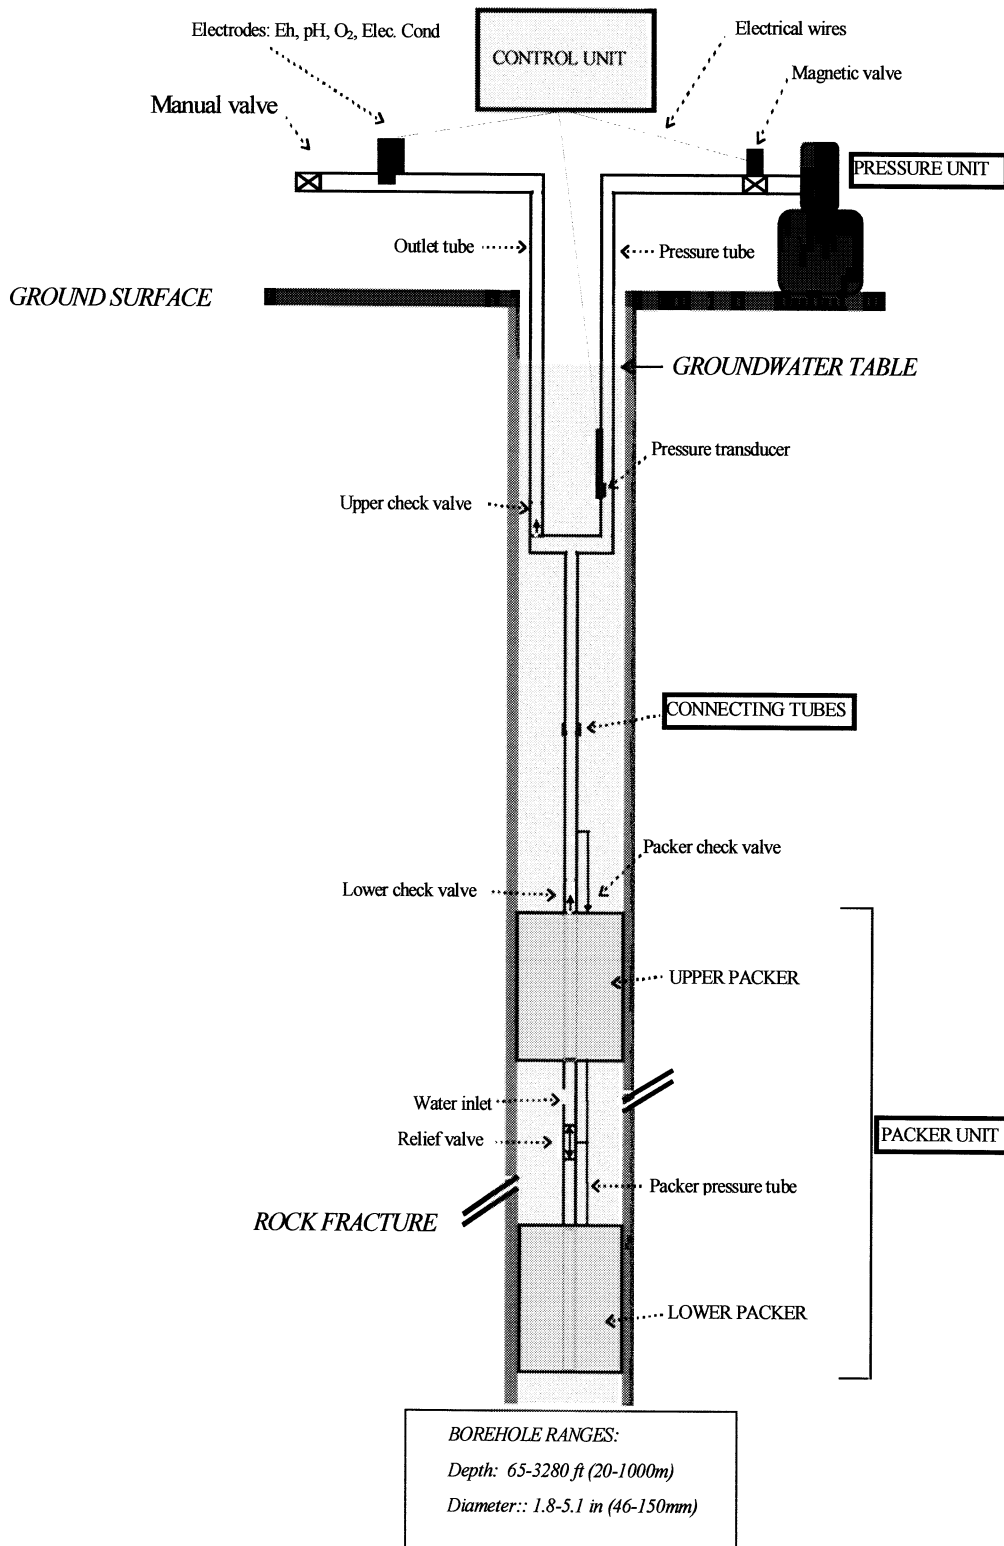 Electrodes: Eh, pH, O₂, Elec. Cond
Electrical wires
CONTROL UNIT
Magnetic valve
Manual valve
PRESSURE UNIT
Outlet tube
Pressure tube
GROUND SURFACE
GROUNDWATER TABLE
Pressure transducer
Upper check valve
CONNECTING TUBES
Packer check valve
Lower check valve
UPPER PACKER
Water inlet
Relief valve
PACKER UNIT
Packer pressure tube
ROCK FRACTURE
LOWER PACKER
BOREHOLE RANGES:
Depth: 65-3280 ft (20-1000m)
Diameter:: 1.8-5.1 in (46-150mm)